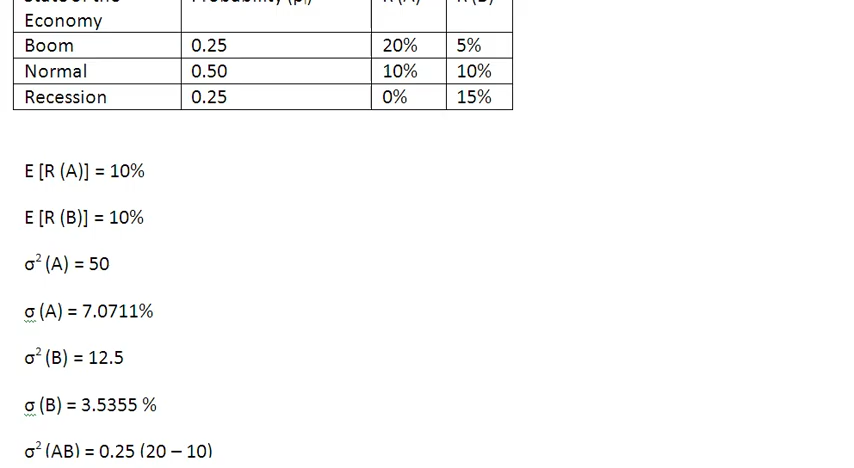 Economy
Boom 0.25 20% 5%
Normal 0.50 10% 10%
Recession 0.25 0% 15%
E [R (A)] = 10%
E [R (B)] = 10%
σ² (A) = 50
σ (A) = 7.0711%
σ² (B) = 12.5
σ (B) = 3.5355 %
σ² (AB) = 0.25 (20 – 10)